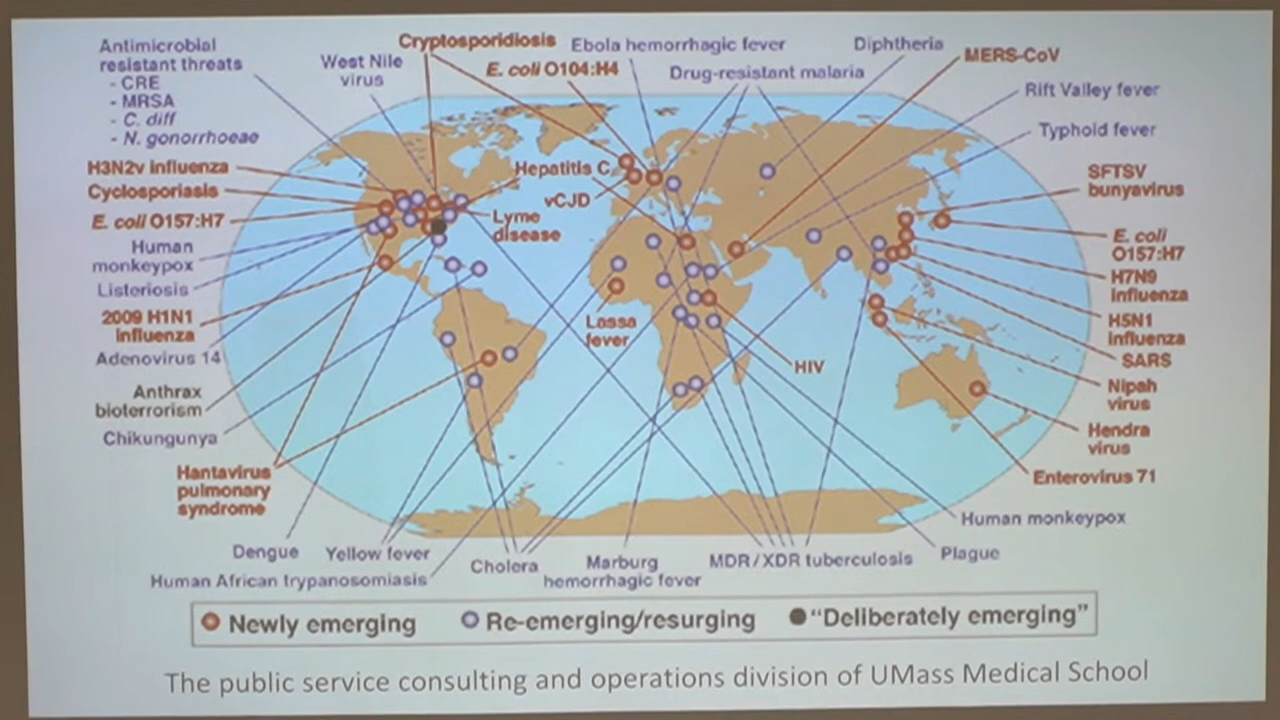 Antimicrobial
resistant threats
- CRE
- MRSA
- C. diff
- N. gonorrhoeae
West Nile
virus
Cryptosporidiosis
E. coli O104:H4
Ebola hemorrhagic fever
Drug-resistant malaria
Diphtheria
MERS-CoV
Rift Valley fever
Typhoid fever
H3N2v influenza
Cyclosporiasis
E. coli O157:H7
Human
monkeypox
Listeriosis
2009 H1N1
influenza
Adenovirus 14
Anthrax
bioterrorism
Chikungunya
Hantavirus
pulmonary
syndrome
Hepatitis C
vCJD
Lyme
disease
Lassa
fever
HIV
SFTSV
bunyavirus
E. coli
O157:H7
H7N9
influenza
H5N1
influenza
SARS
Nipah
virus
Hendra
virus
Enterovirus 71
Human monkeypox
Dengue
Yellow fever
Human African trypanosomiasis
Cholera
Marburg
hemorrhagic fever
MDR/XDR tuberculosis
Plague
Newly emerging
Re-emerging/resurging
"Deliberately emerging"
The public service consulting and operations division of UMass Medical School